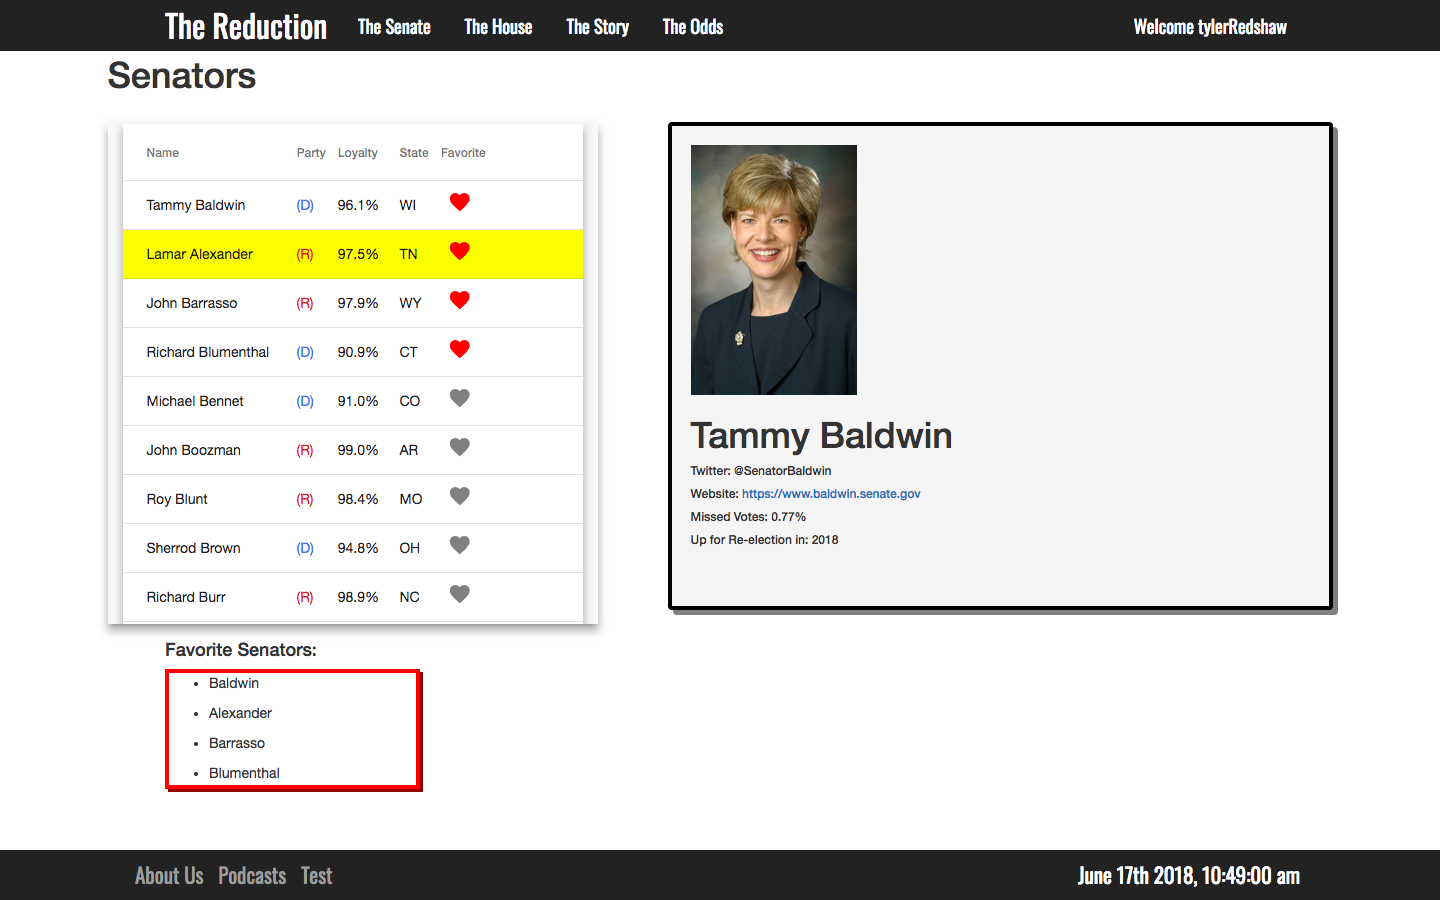 The Reduction The Senate The House The Story The Odds Welcome tylerRedshaw
Senators
Name Party Loyalty State Favorite
Tammy Baldwin (D) 96.1% WI
Lamar Alexander (R) 97.5% TN
John Barrasso (R) 97.9% WY
Richard Blumenthal (D) 90.9% CT
Michael Bennet (D) 91.0% CO
John Boozman (R) 99.0% AR
Roy Blunt (R) 98.4% MO
Sherrod Brown (D) 94.8% OH
Richard Burr (R) 98.9% NC
Tammy Baldwin
Twitter: @SenatorBaldwin
Website: https://www.baldwin.senate.gov
Missed Votes: 0.77%
Up for Re-election in: 2018
Favorite Senators:
• Baldwin
• Alexander
• Barrasso
• Blumenthal
About Us Podcasts Test June 17th 2018, 10:49:00 am